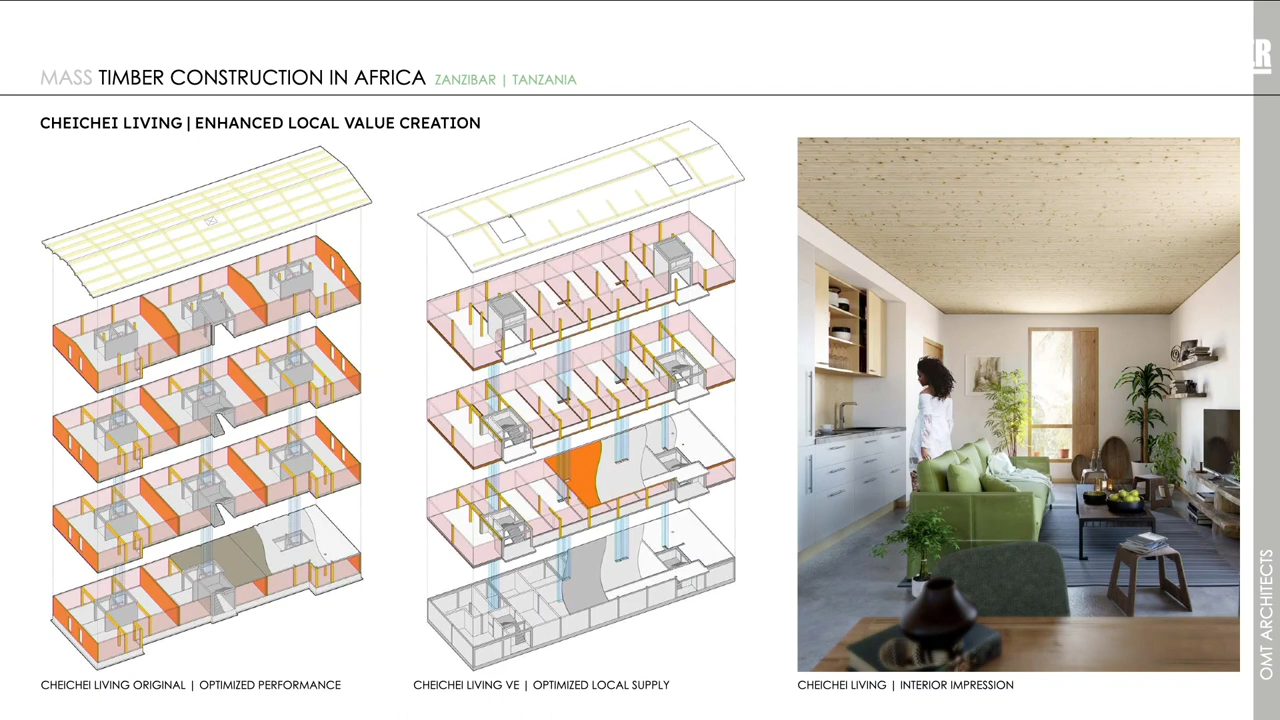 MASS TIMBER CONSTRUCTION IN AFRICA ZANZIBAR | TANZANIA
CHEICHEI LIVING | ENHANCED LOCAL VALUE CREATION
CHEICHEI LIVING ORIGINAL | OPTIMIZED PERFORMANCE
CHEICHEI LIVING VE | OPTIMIZED LOCAL SUPPLY
CHEICHEI LIVING | INTERIOR IMPRESSION
OMT ARCHITECTS